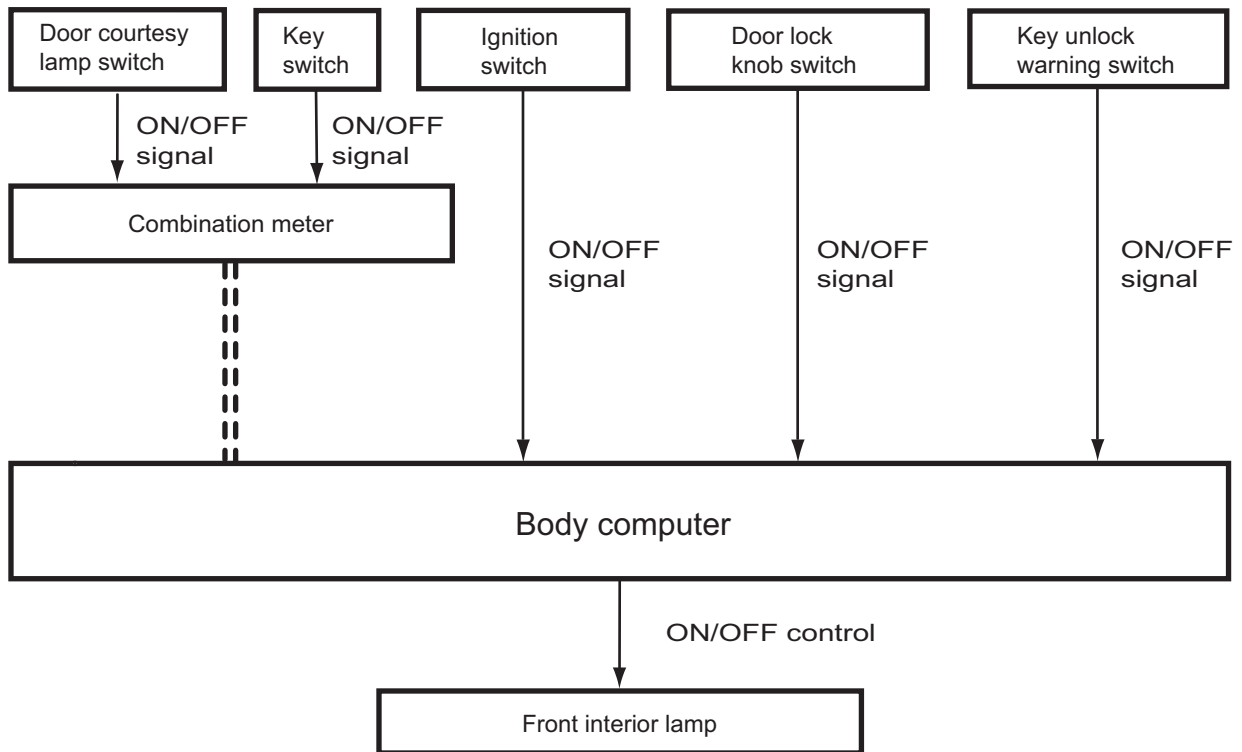 Door courtesy
lamp switch
Key
switch
Ignition
switch
Door lock
knob switch
Key unlock
warning switch
ON/OFF
signal
ON/OFF
signal
Combination meter
ON/OFF
signal
ON/OFF
signal
ON/OFF
signal
Body computer
ON/OFF control
Front interior lamp